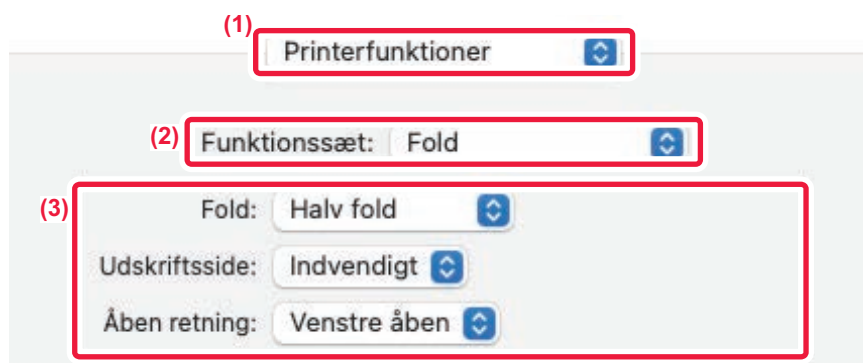 (1)
Printerfunktioner
(2) Funktionssæt: Fold
(3) Fold: Halv fold
Udskriftsside: Indvendigt
Åben retning: Venstre åben